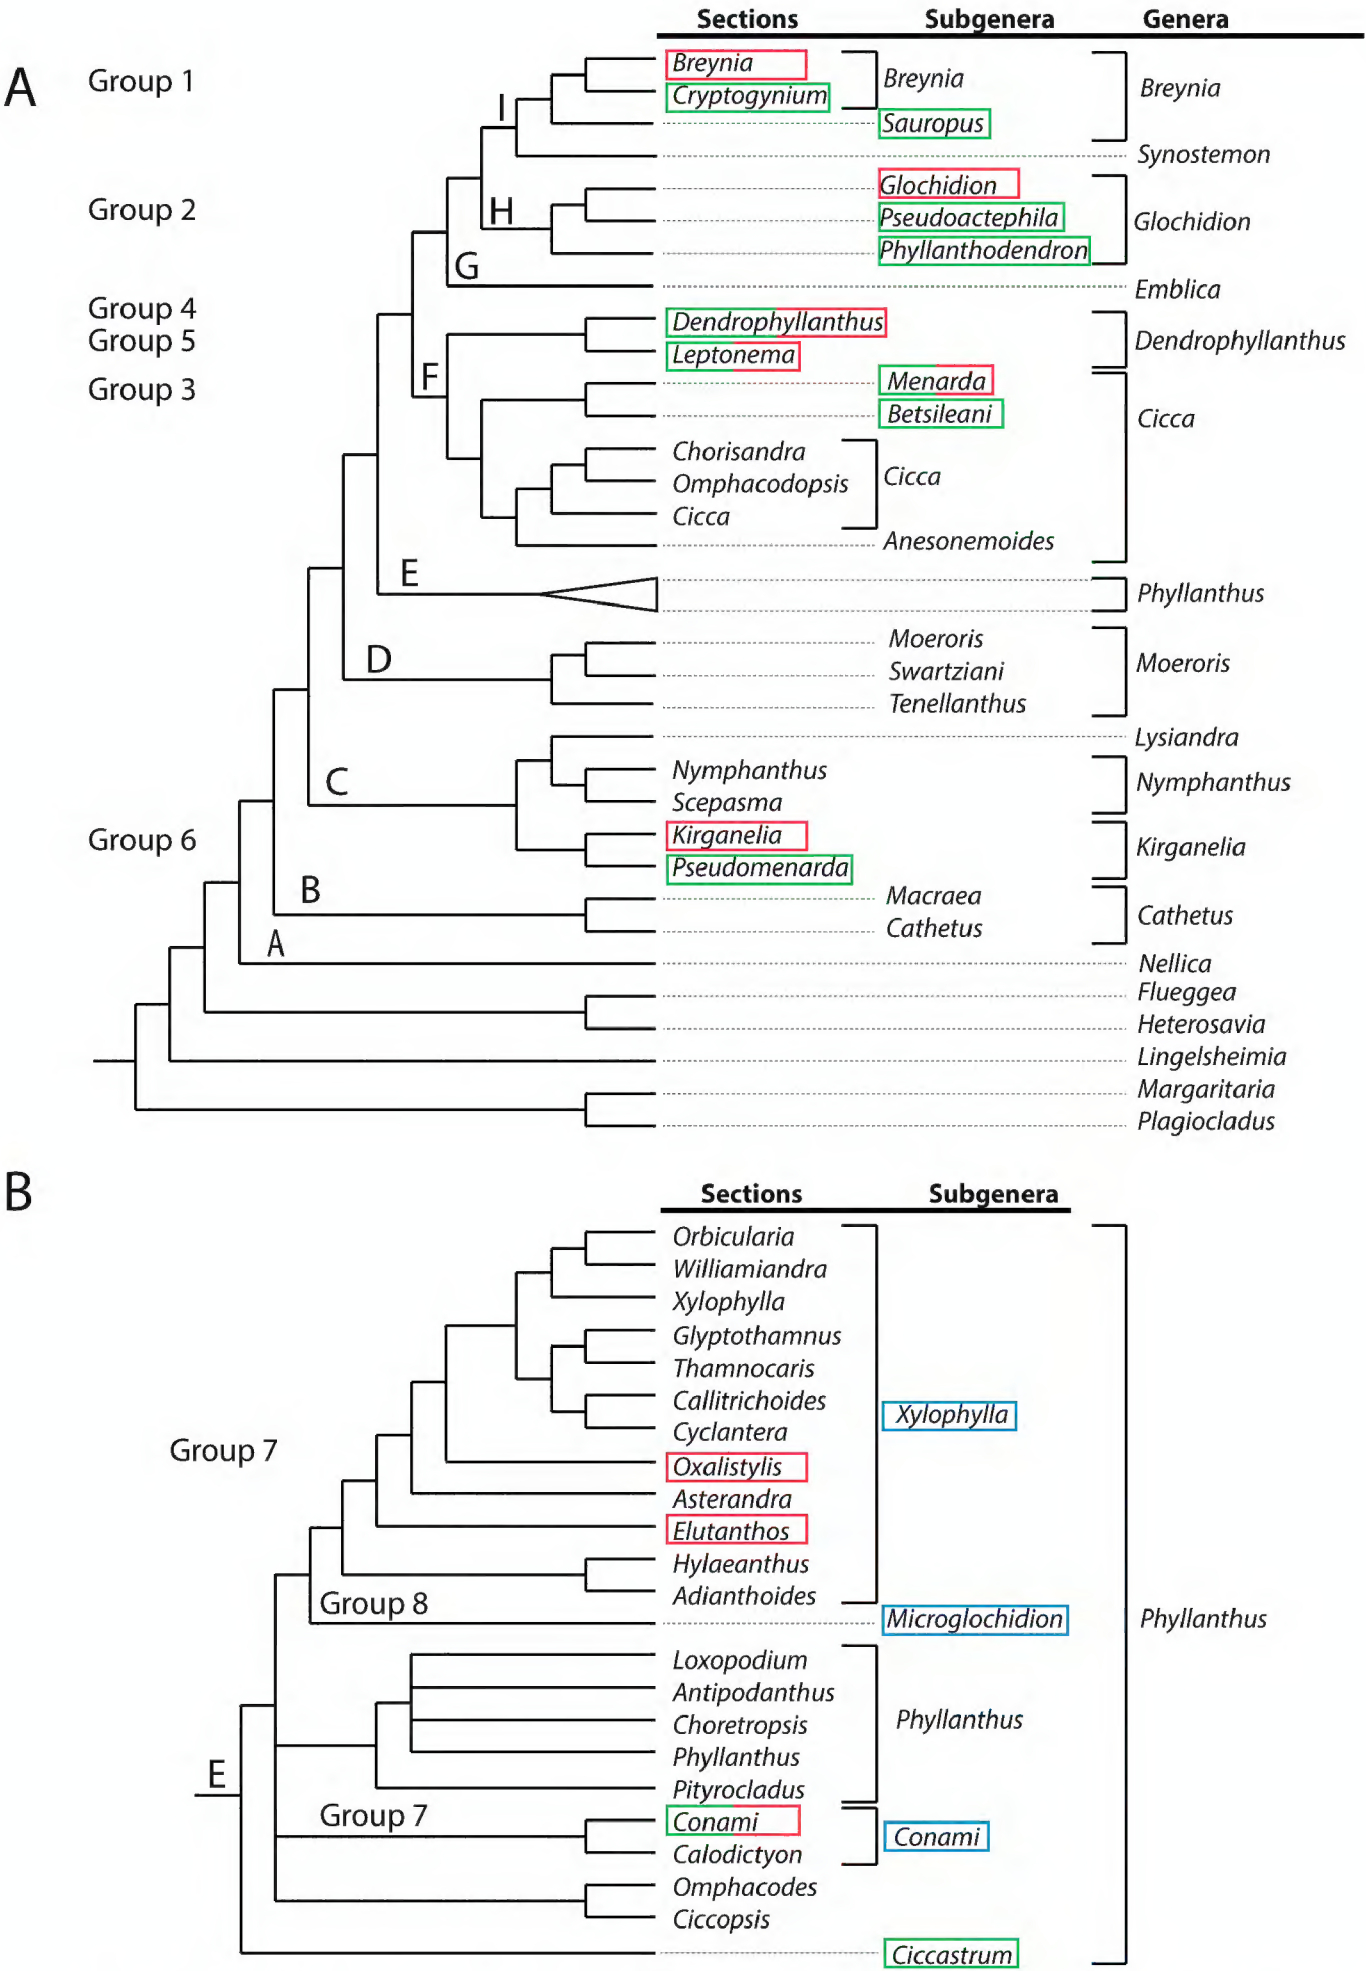 Sections Subgenera Genera
A
Group 1
I
Breynia
Cryptogynium
Breynia
Sauropus
Breynia
Synostemon
Group 2
H
Glochidion
Pseudoactephila
Phyllanthodendron
Glochidion
G
Emblica
Group 4
Group 5
Group 3
F
Dendrophyllanthus
Leptonema
Dendrophyllanthus
Menarda
Betsileani
Cicca
Chorisandra
Omphacodopsis
Cicca
Cicca
Anesonemoides
E
Phyllanthus
D
Moeroris
Swartziani
Tenellanthus
Moeroris
Lysiandra
C
Nymphanthus
Scepasma
Nymphanthus
Group 6
Kirganelia
Pseudomenarda
Kirganelia
B
Macraea
Cathetus
Cathetus
A
Nellica
Flueggea
Heterosavia
Lingelsheimia
Margaritaria
Plagiocladus
B
Sections Subgenera
Orbicularia
Williamiandra
Xylophylla
Glyptothamnus
Thamnocaris
Callitrichoides
Cyclantera
Xylophylla
Group 7
Oxalistylis
Asterandra
Elutanthos
Hylaeanthus
Adianthoides
Group 8
Microglochidion
Phyllanthus
Loxopodium
Antipodanthus
Choretropsis
Phyllanthus
Pityrocladus
Phyllanthus
E
Group 7
Conami
Calodictyon
Conami
Omphacodes
Ciccopsis
Ciccastrum